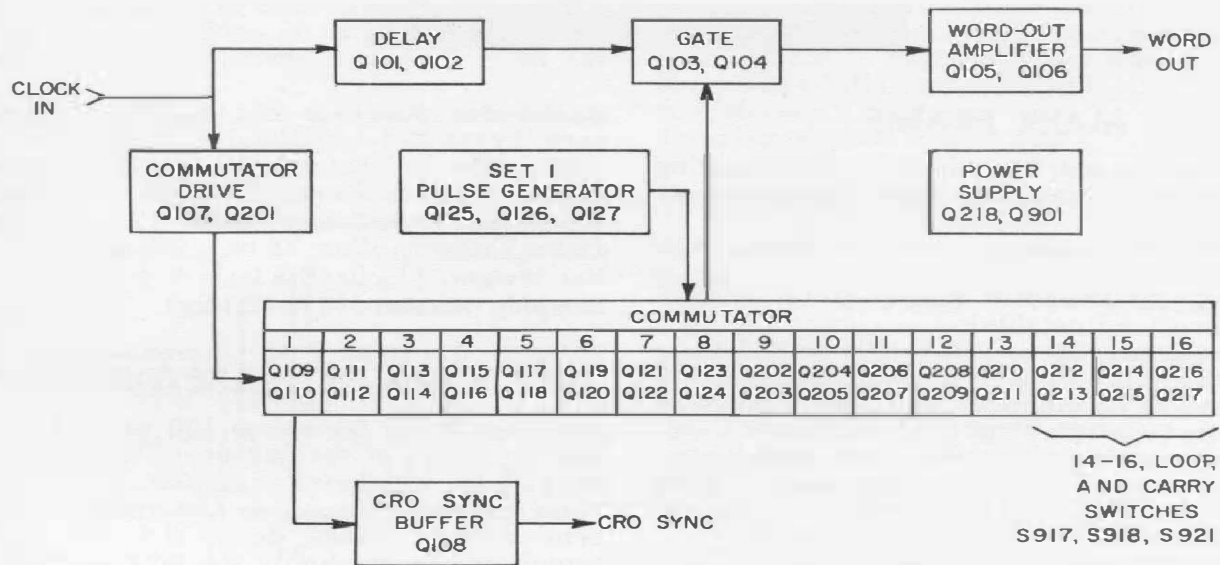 DELAY
Q101, Q102
GATE
Q103, Q104
WORD-OUT
AMPLIFIER
Q105, Q106
WORD
OUT
CLOCK
IN
COMMUTATOR
DRIVE
Q107, Q201
SET 1
PULSE GENERATOR
Q125, Q126, Q127
POWER
SUPPLY
Q218, Q901
COMMUTATOR
1 2 3 4 5 6 7 8 9 10 11 12 13 14 15 16
Q109 Q111 Q113 Q115 Q117 Q119 Q121 Q123 Q202 Q204 Q206 Q208 Q210 Q212 Q214 Q216
Q110 Q112 Q114 Q116 Q118 Q120 Q122 Q124 Q203 Q205 Q207 Q209 Q211 Q213 Q215 Q217
14-16, LOOP,
AND CARRY
SWITCHES
S917, S918, S921
CRO SYNC
BUFFER
Q108
CRO SYNC